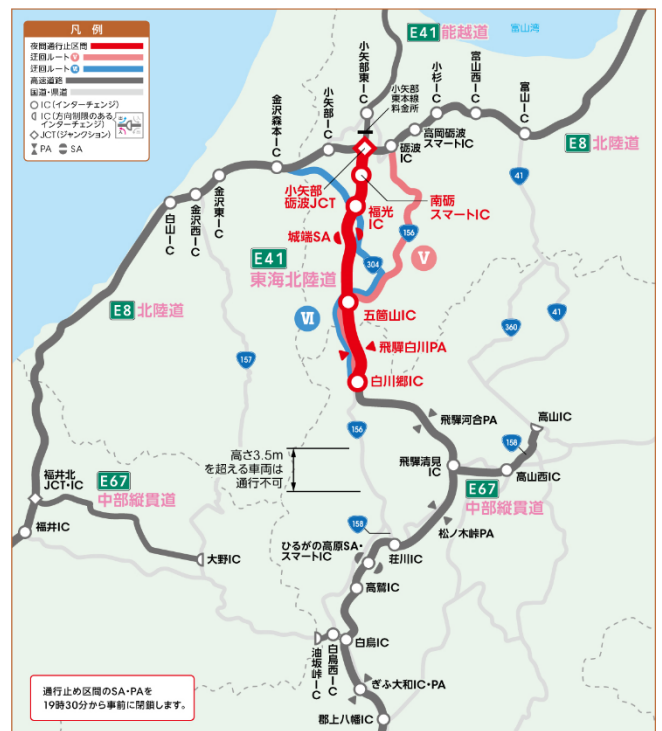 凡 例
夜間通行止区間
迂回ルート Ⅴ
迂回ルート Ⅵ
高速道路
国道・県道
IC(インターチェンジ)
IC(方向制限のある
インターチェンジ)
JCT(ジャンクション)
PA SA
富山湾
E41 能越道
小矢部東IC
小矢部
東本線
料金所
小杉IC
富山西IC
富山IC
小矢部IC
金沢森本IC
高岡砺波
スマートIC
砺波
IC
E8 北陸道
41
金沢東IC
金沢西IC
白山IC
小矢部
砺波JCT
南砺
スマートIC
福光
IC
城端SA
156
304
Ⅴ
E41
東海北陸道
五箇山IC
E8 北陸道
Ⅵ
飛騨白川PA
360
41
157
白川郷IC
156
飛騨河合PA
高山IC
158
高さ3.5m
を超える車両は
通行不可
飛騨清見
IC
高山西IC
E67
中部縦貫道
福井北
JCT・IC
E67
中部縦貫道
福井IC
大野IC
松ノ木峠PA
158
ひるがの高原SA・
スマートIC
荘川IC
高鷲IC
白鳥IC
白鳥西IC
油坂峠IC
ぎふ大和IC・PA
郡上八幡IC
通行止め区間のSA・PAを
19時30分から事前に閉鎖します。